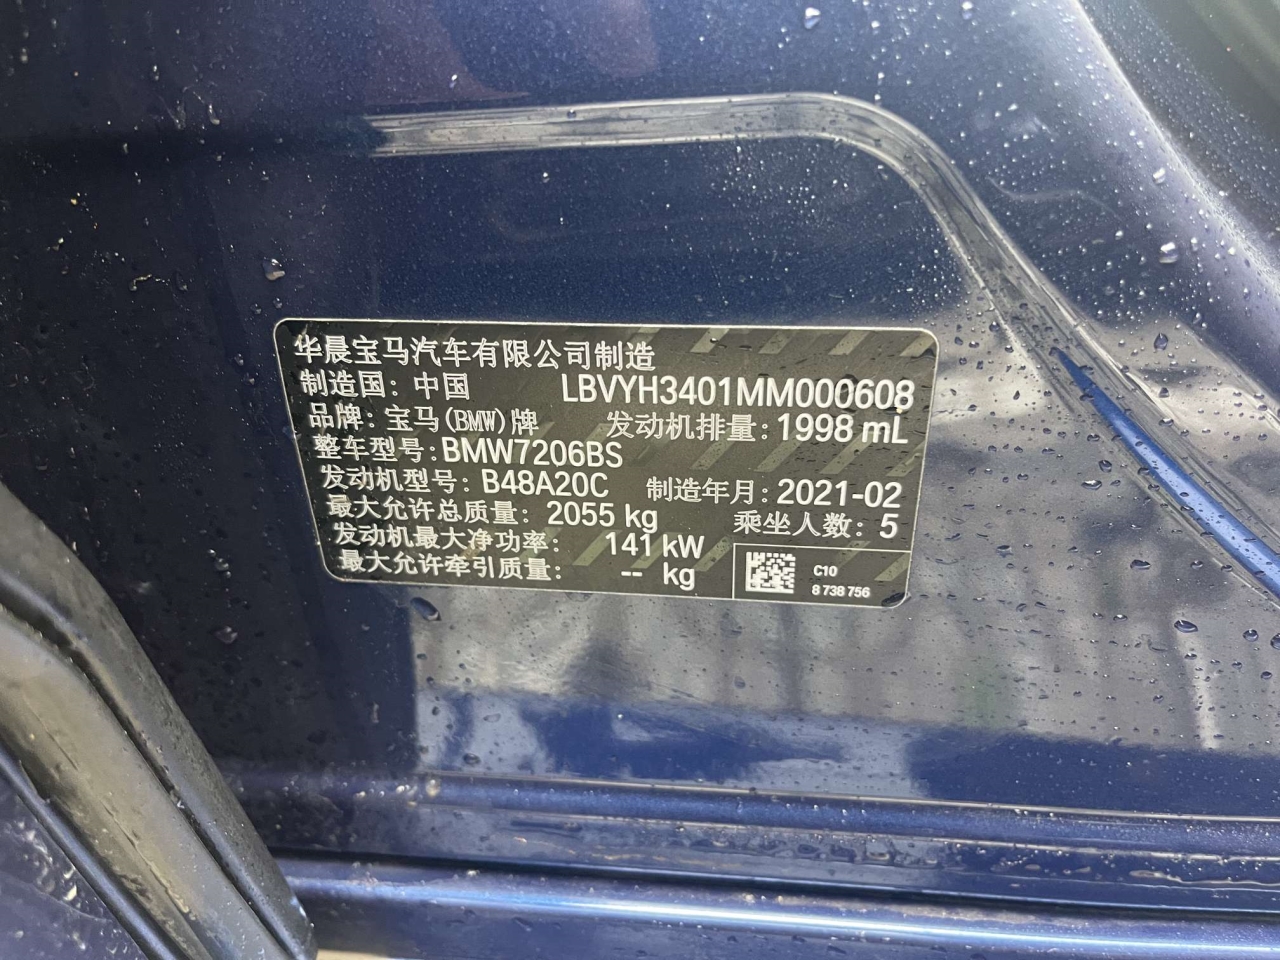 华晨宝马汽车有限公司制造
制造国：中国 LBVYH3401MM000608
品牌：宝马(BMW)牌 发动机排量：1998 mL
整车型号：BMW7206BS
发动机型号：B48A20C 制造年月：2021-02
最大允许总质量：2055 kg 乘坐人数：5
发动机最大净功率：141 kW
最大允许牵引质量：-- kg
C10
8 738 756